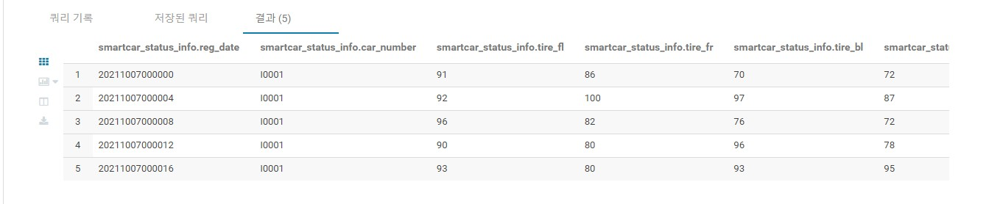 쿼리 기록 저장된 쿼리 결과 (5)
smartcar_status_info.reg_date smartcar_status_info.car_number smartcar_status_info.tire_fl smartcar_status_info.tire_fr smartcar_status_info.tire_bl smartcar_stat
1 20211007000000 I0001 91 86 70 72
2 20211007000004 I0001 92 100 97 87
3 20211007000008 I0001 96 82 76 72
4 20211007000012 I0001 90 80 96 78
5 20211007000016 I0001 93 80 93 95